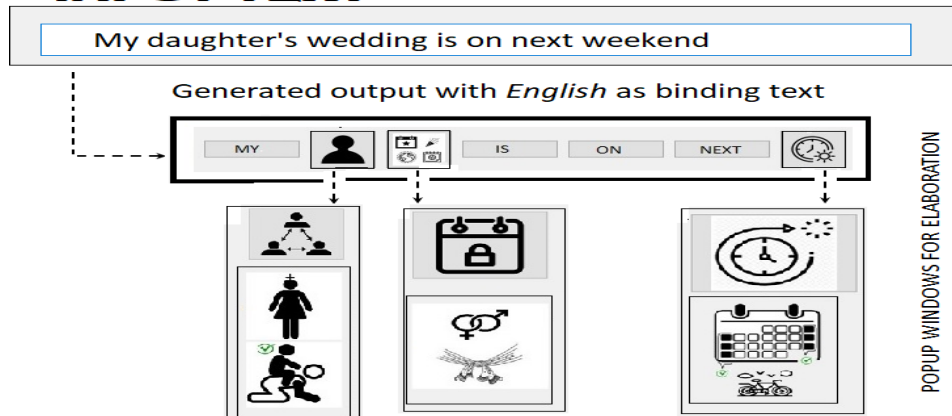 My daughter's wedding is on next weekend
Generated output with English as binding text
MY IS ON NEXT
POPUP WINDOWS FOR ELABORATION